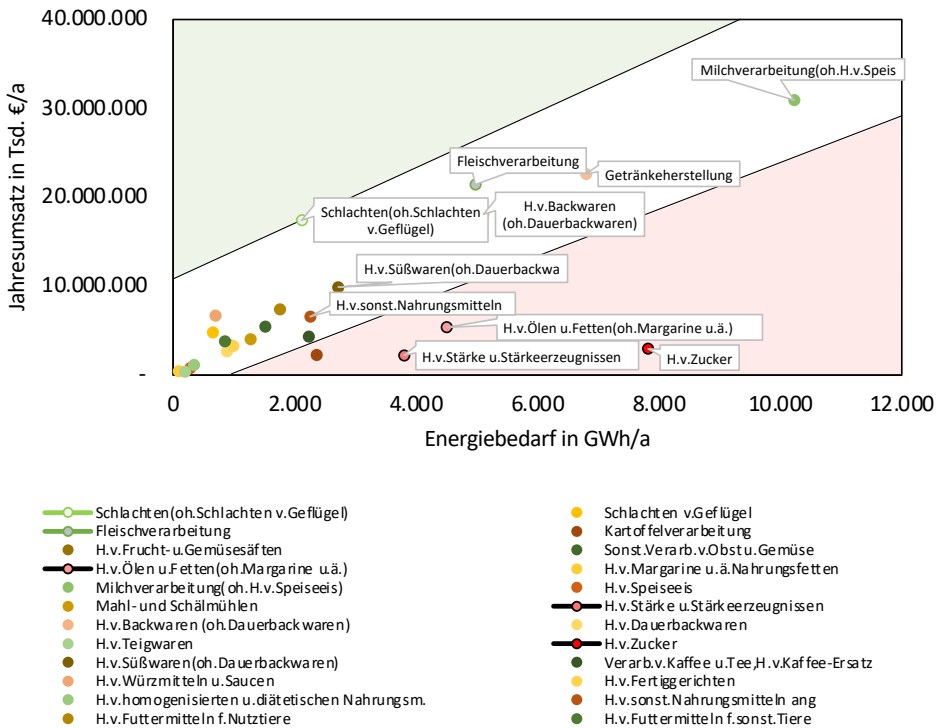 40.000.000
30.000.000
20.000.000
10.000.000
-
Jahresumsatz in Tsd. €/a
Milchverarbeitung(oh.H.v.Speis
Fleischverarbeitung
Getränkeherstellung
Schlachten(oh.Schlachten
v.Geflügel)
H.v.Backwaren
(oh.Dauerbackwaren)
H.v.Süßwaren(oh.Dauerbackwa
H.v.sonst.Nahrungsmitteln
H.v.Ölen u.Fetten(oh.Margarine u.ä.)
H.v.Stärke u.Stärkeerzeugnissen
H.v.Zucker
0
2.000
4.000
6.000
8.000
10.000
12.000
Energiebedarf in GWh/a
Schlachten(oh.Schlachten v.Geflügel)
Schlachten v.Geflügel
Fleischverarbeitung
Kartoffelverarbeitung
H.v.Frucht-u.Gemüsesäften
Sonst.Verarb.v.Obst u.Gemüse
H.v.Ölen u.Fetten(oh.Margarine u.ä.)
H.v.Margarine u.ä.Nahrungsfetten
Milchverarbeitung(oh.H.v.Speiseeis)
H.v.Speiseeis
Mahl-und Schälmühlen
H.v.Stärke u.Stärkeerzeugnissen
H.v.Backwaren (oh.Dauerbackwaren)
H.v.Dauerbackwaren
H.v.Teigwaren
H.v.Zucker
H.v.Süßwaren(oh.Dauerbackwaren)
Verarb.v.Kaffee u.Tee,H.v.Kaffee-Ersatz
H.v.Würzmitteln u.Saucen
H.v.Fertiggerichten
H.v.homogenisierten u.diätetischen Nahrungsm.
H.v.sonst.Nahrungsmitteln ang
H.v.Futtermitteln f.Nutztiere
H.v.Futtermitteln f.sonst.Tiere